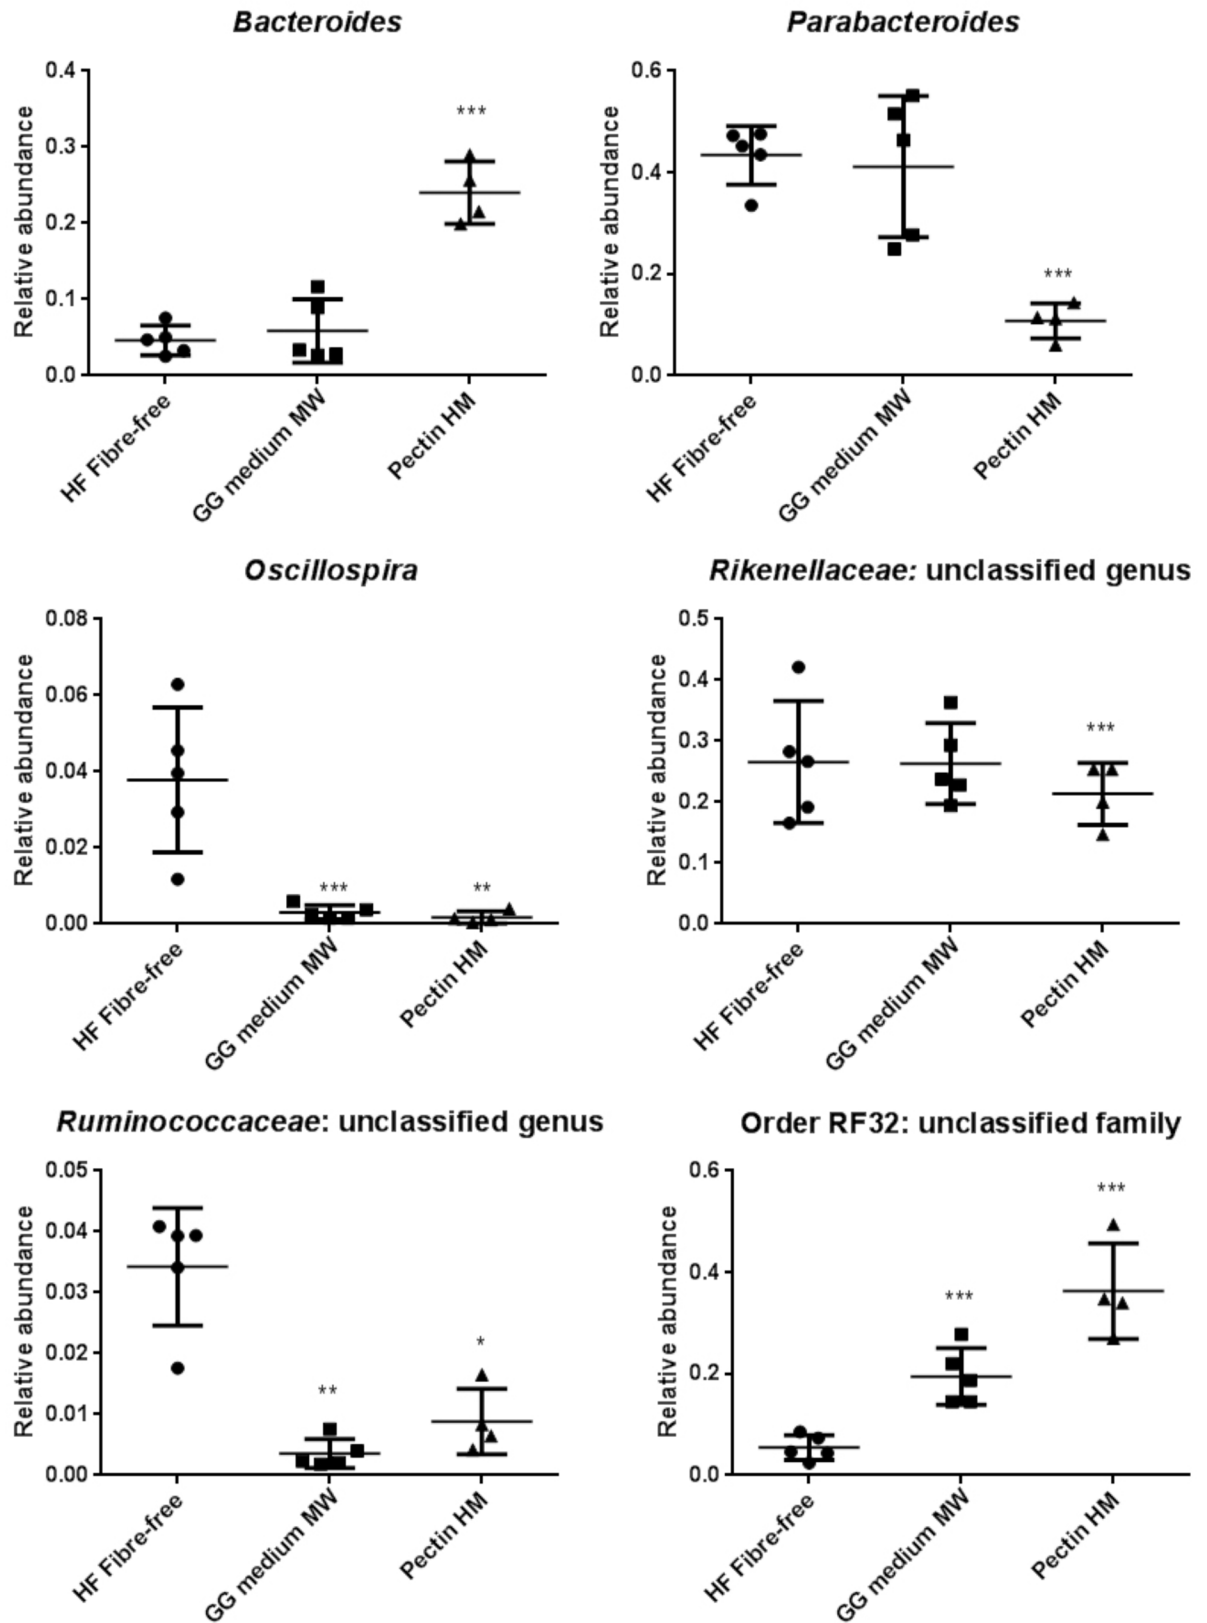 Bacteroides
Relative abundance
0.4
0.3
0.2
0.1
0.0
***
HF Fibre-free
GG medium MW
Pectin HM
Parabacteroides
Relative abundance
0.6
0.4
0.2
0.0
***
HF Fibre-free
GG medium MW
Pectin HM
Oscillospira
Relative abundance
0.08
0.06
0.04
0.02
0.00
***
**
HF Fibre-free
GG medium MW
Pectin HM
Rikenellaceae: unclassified genus
Relative abundance
0.5
0.4
0.3
0.2
0.1
0.0
***
HF Fibre-free
GG medium MW
Pectin HM
Ruminococcaceae: unclassified genus
Relative abundance
0.05
0.04
0.03
0.02
0.01
0.00
**
*
HF Fibre-free
GG medium MW
Pectin HM
Order RF32: unclassified family
Relative abundance
0.6
0.4
0.2
0.0
***
***
HF Fibre-free
GG medium MW
Pectin HM